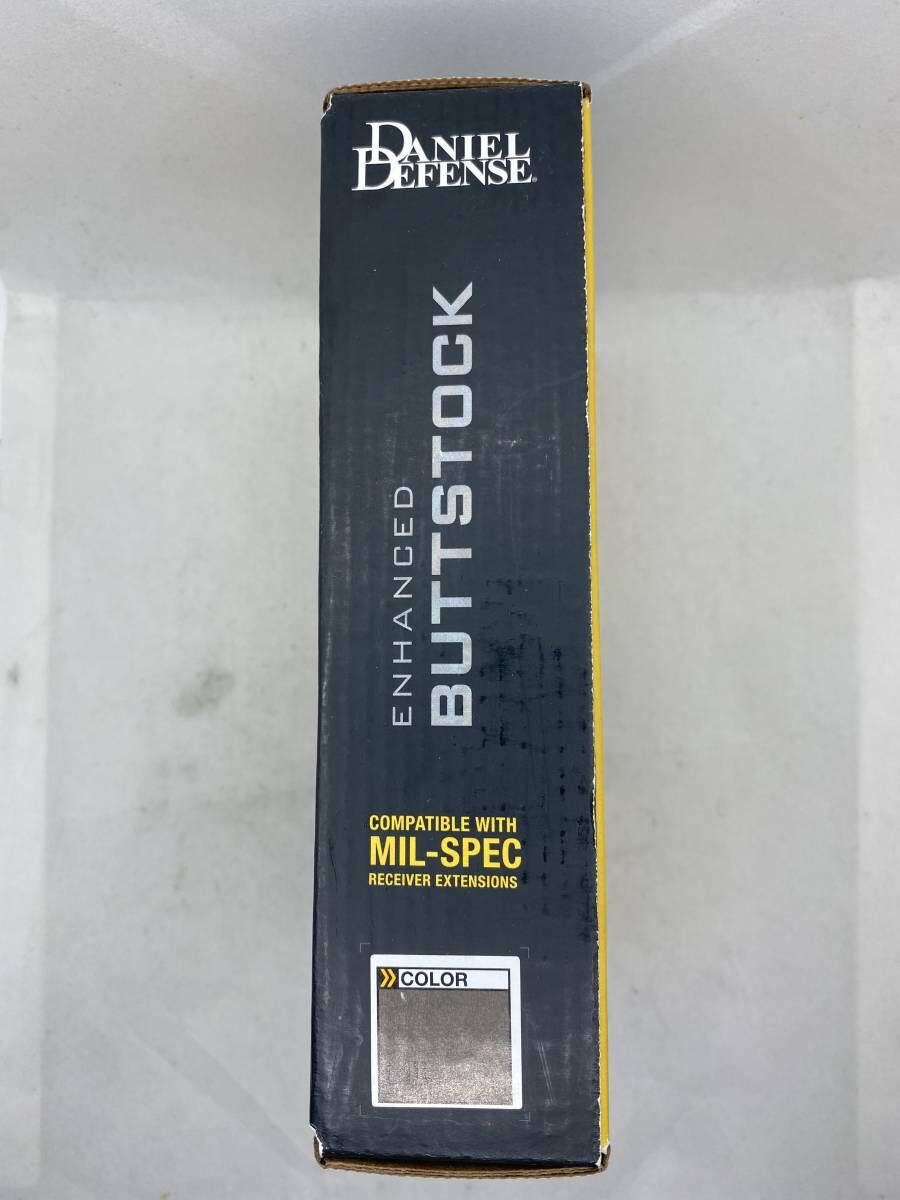 DANIEL
DEFENSE®
ENHANCED
BUTTSTOCK
COMPATIBLE WITH
MIL-SPEC
RECEIVER EXTENSIONS
COLOR